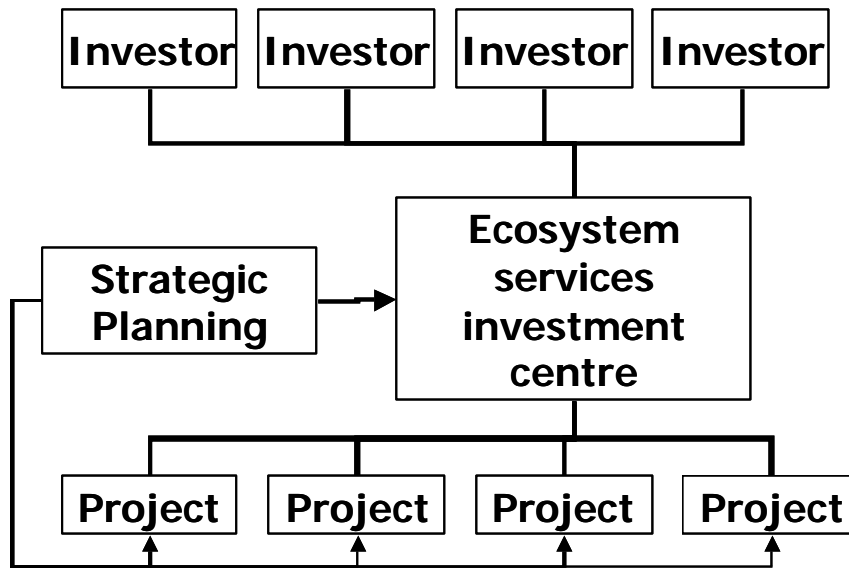 Investor Investor Investor Investor
Ecosystem
services
investment
centre
Strategic
Planning
Project Project Project Project